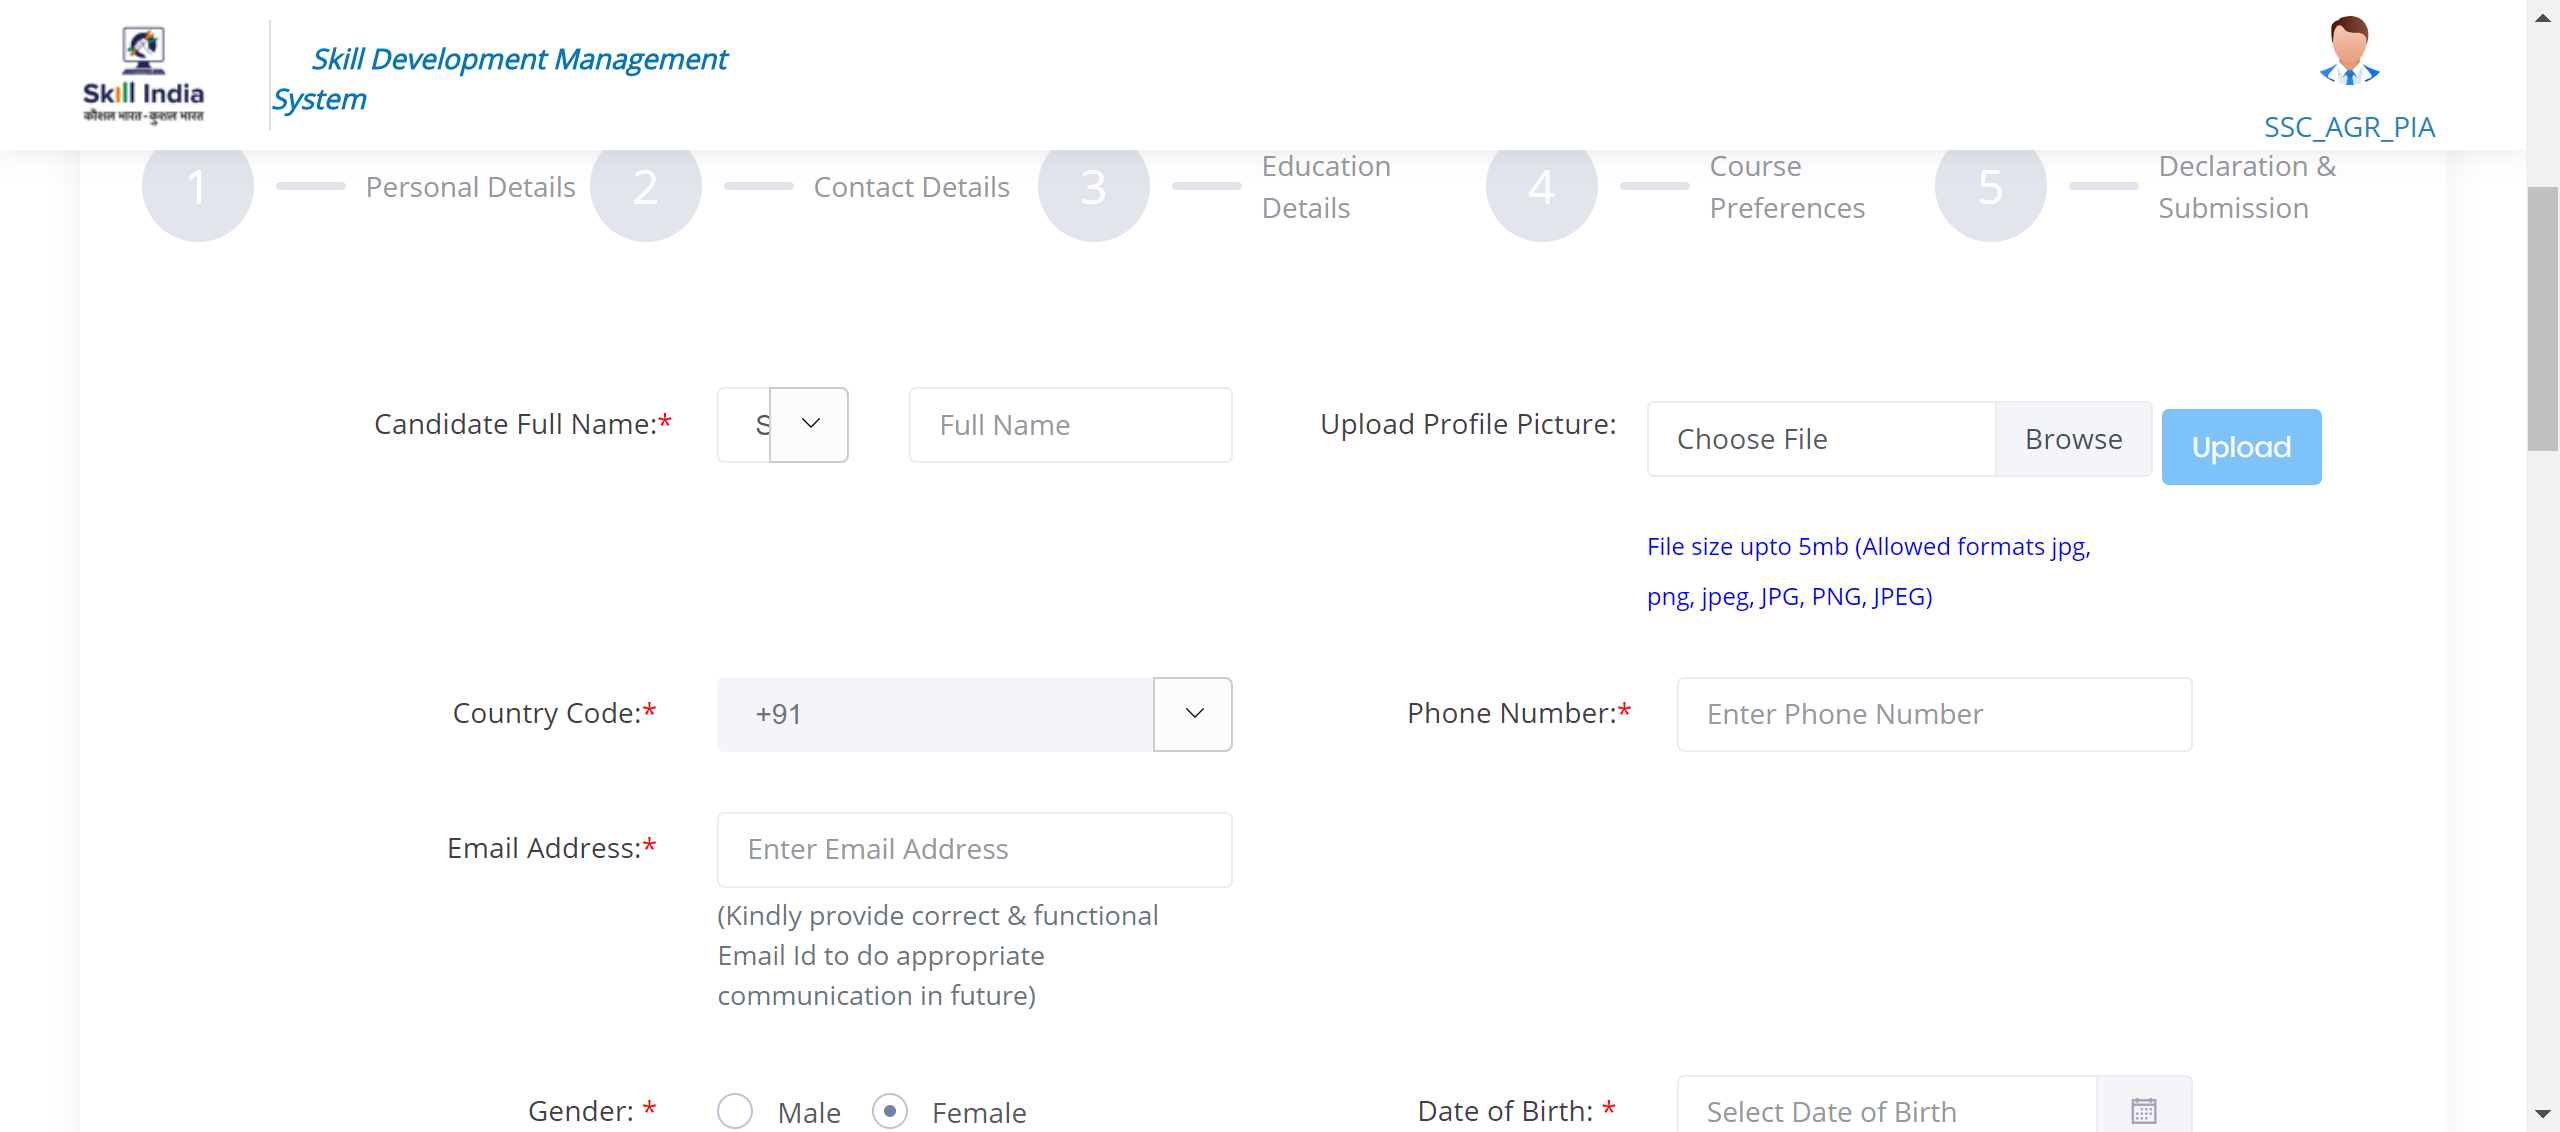 Skill India
कौशल भारत - कुशल भारत
Skill Development Management
System
SSC_AGR_PIA
1
Personal Details
2
Contact Details
3
Education
Details
4
Course
Preferences
5
Declaration &
Submission
Candidate Full Name:*
S
Full Name
Upload Profile Picture:
Choose File
Browse
Upload
File size upto 5mb (Allowed formats jpg,
png, jpeg, JPG, PNG, JPEG)
Country Code:*
+91
Phone Number:*
Enter Phone Number
Email Address:*
Enter Email Address
(Kindly provide correct & functional
Email Id to do appropriate
communication in future)
Gender: *
Male
Female
Date of Birth: *
Select Date of Birth